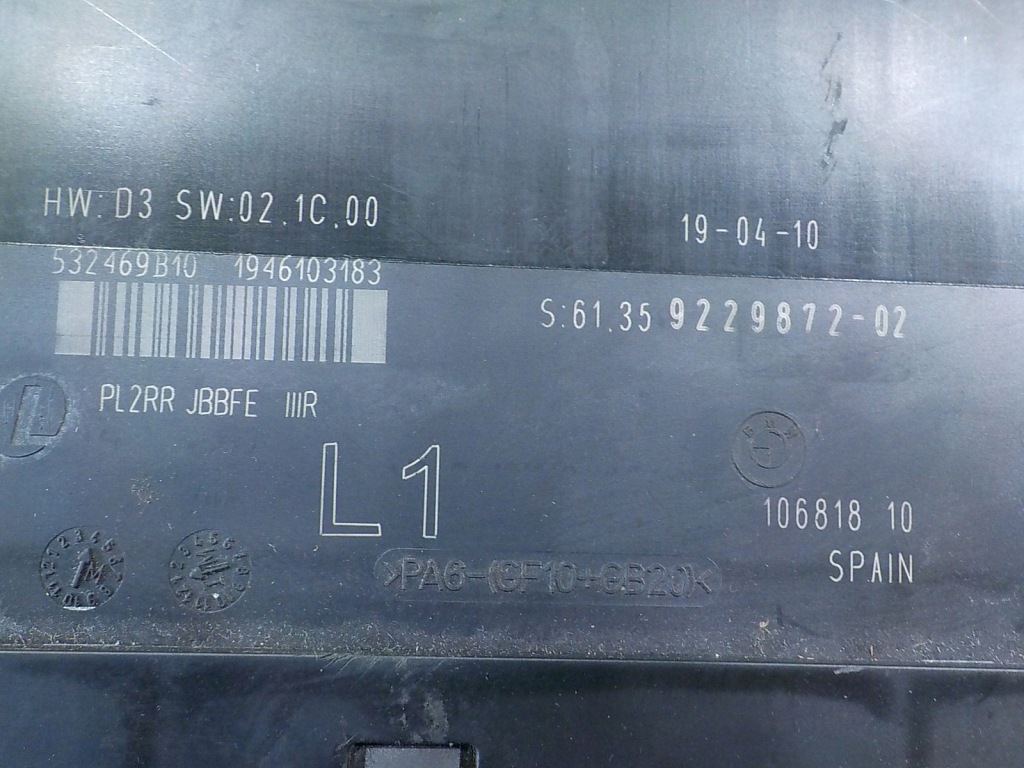 HW: D3 SW:02.1C.00
19-04-10
532469B10 1946103183
S:61.35 9229872-02
PL2RR JBBFE IIIR
L1
BMW
106818 10
>PA6-(GF10+GB20)<
SPAIN